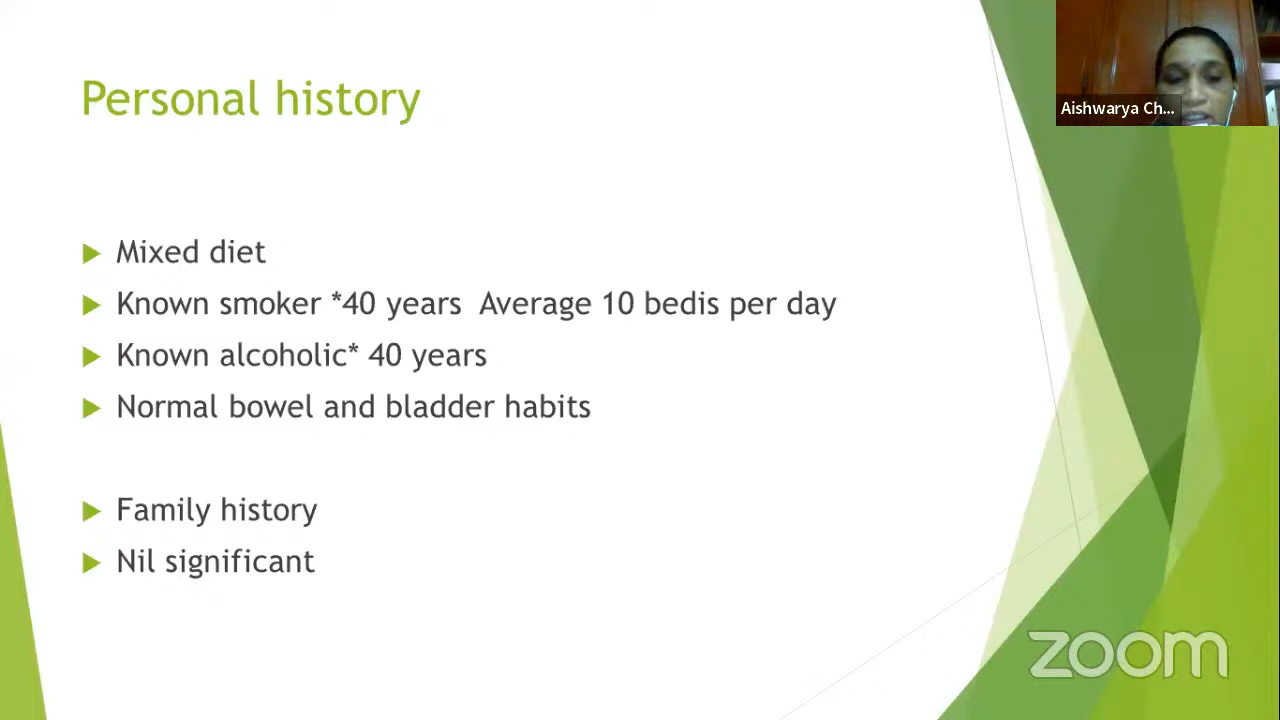 Personal history
Aishwarya Ch...
Mixed diet
Known smoker *40 years  Average 10 bedis per day
Known alcoholic* 40 years
Normal bowel and bladder habits
Family history
Nil significant
zoom